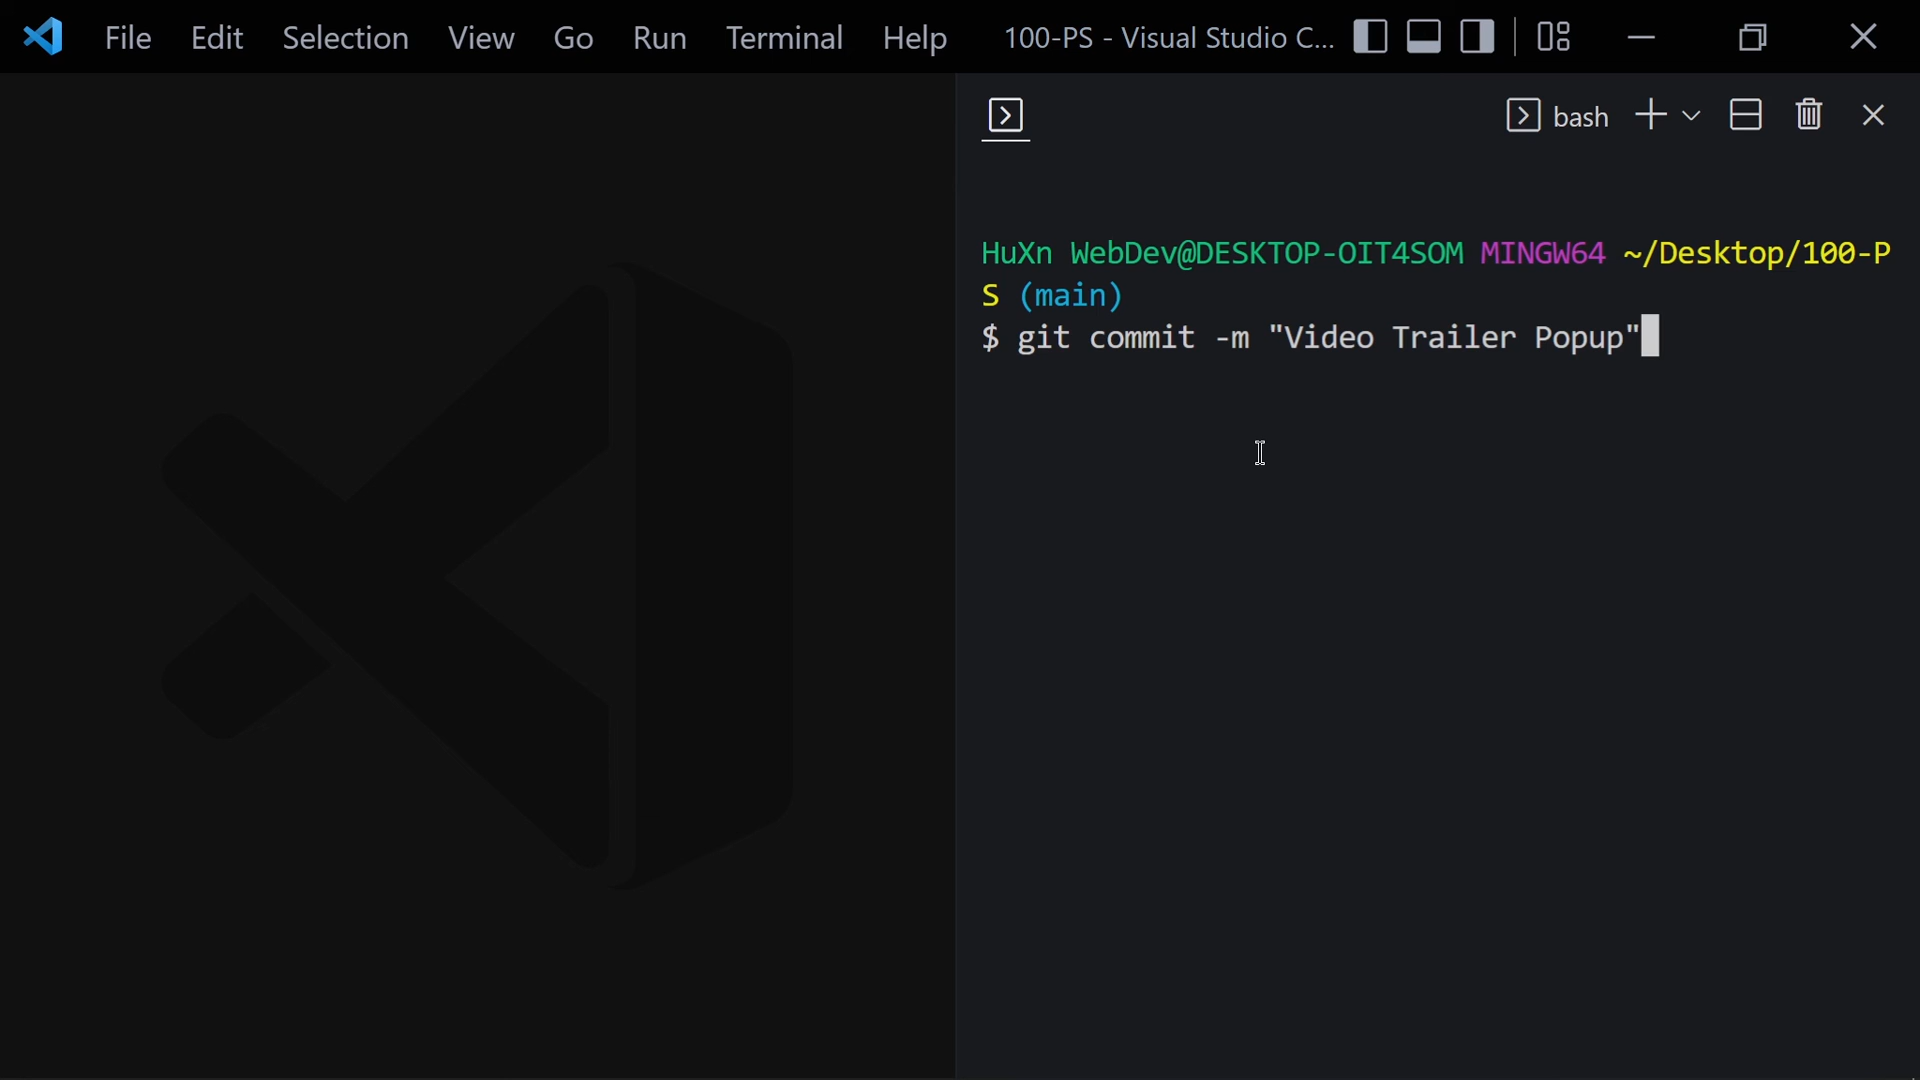 File Edit Selection View Go Run Terminal Help 100-PS - Visual Studio C...
bash
HuXn WebDev@DESKTOP-OIT4SOM MINGW64 ~/Desktop/100-P
S (main)
$ git commit -m "Video Trailer Popup"